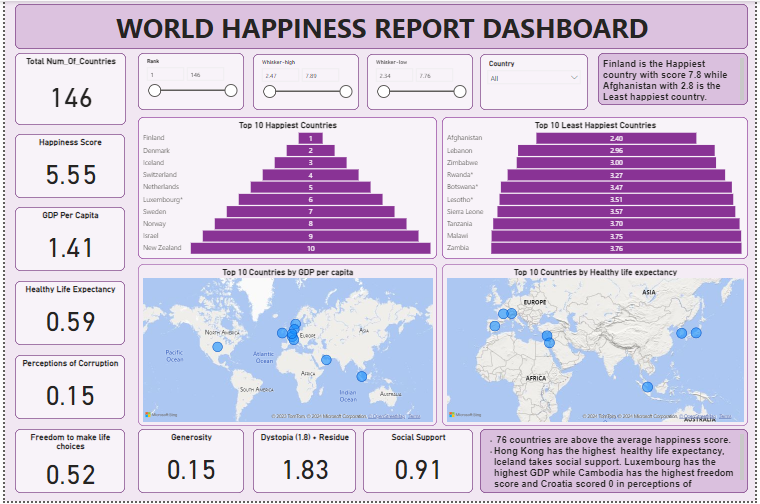 WORLD HAPPINESS REPORT DASHBOARD
Total Num_Of_Countries
146
Rank
1 146
Whisker-high
2.47 7.89
Whisker-low
2.34 7.76
Country
All
Finland is the Happiest
country with score 7.8 while
Afghanistan with 2.8 is the
Least happiest country.
Happiness Score
5.55
GDP Per Capita
1.41
Healthy Life Expectancy
0.59
Perceptions of Corruption
0.15
Freedom to make life
choices
0.52
Top 10 Happiest Countries
Finland 1
Denmark 2
Iceland 3
Switzerland 4
Netherlands 5
Luxembourg* 6
Sweden 7
Norway 8
Israel 9
New Zealand 10
Top 10 Least Happiest Countries
Afghanistan 2.40
Lebanon 2.96
Zimbabwe 3.00
Rwanda* 3.27
Botswana* 3.47
Lesotho* 3.51
Sierra Leone 3.57
Tanzania 3.70
Malawi 3.75
Zambia 3.76
Top 10 Countries by GDP per capita
NORTH AMERICA
EUROPE
ASIA
Pacific
Ocean
Atlantic
Ocean
AFRICA
SOUTH AMERICA
Indian
Ocean
AUSTRALIA
Microsoft Bing
© 2023 TomTom, © 2024 Microsoft Corporation, © OpenStreetMap Terms
Top 10 Countries by Healthy life expectancy
ASIA
EUROPE
AFRICA
AUSTRALIA
Microsoft Bing
© 2024 TomTom, © 2024 Microsoft Corporation, © OpenStreetMap Terms
Generosity
0.15
Dystopia (1.8) + Residue
1.83
Social Support
0.91
· 76 countries are above the average happiness score.
· Hong Kong has the highest healthy life expectancy,
Iceland takes social support. Luxembourg has the
highest GDP while Cambodia has the highest freedom
score and Croatia scored 0 in perceptions of